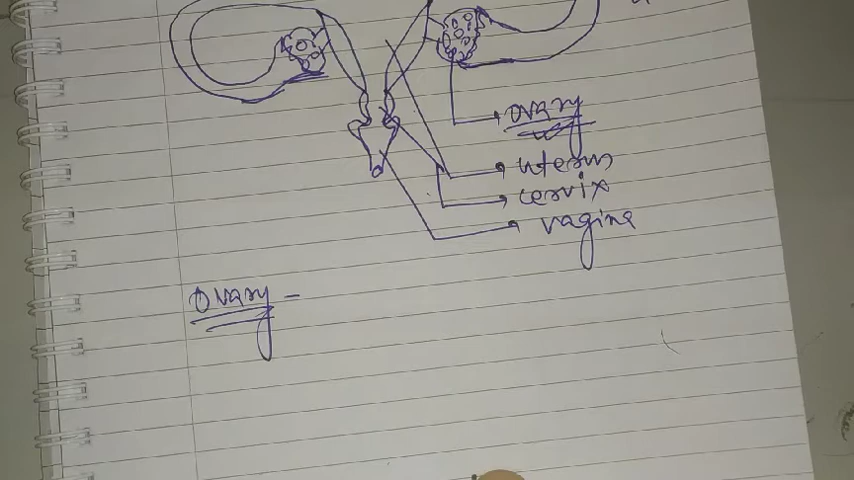 ovary
uterus
cervix
vagina
Ovary -